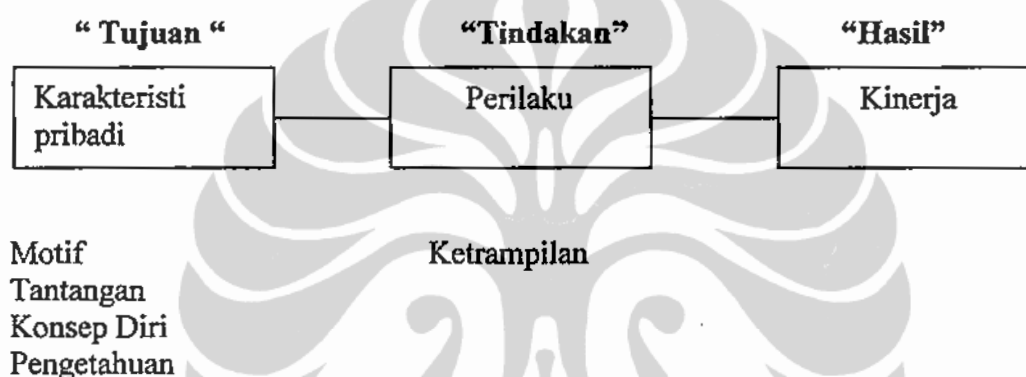 “ Tujuan “ “Tindakan” “Hasil”
Karakteristi Perilaku Kinerja
pribadi
Motif Ketrampilan
Tantangan
Konsep Diri
Pengetahuan